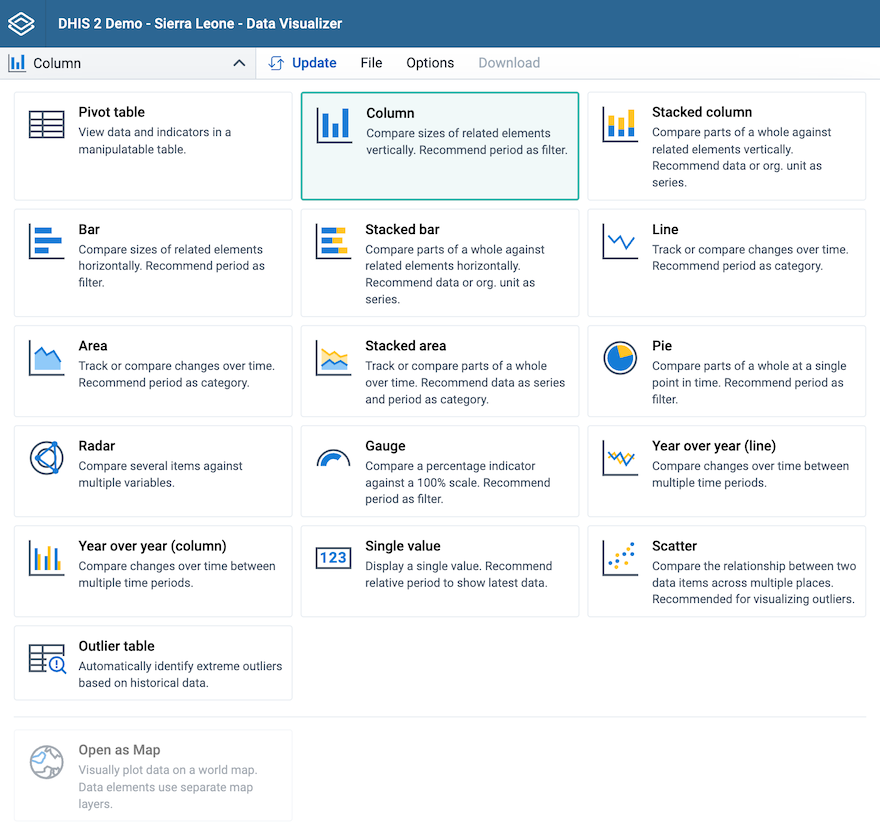 DHIS 2 Demo - Sierra Leone - Data Visualizer
Column
Update
File
Options
Download
Pivot table
View data and indicators in a
manipulatable table.
Column
Compare sizes of related elements
vertically. Recommend period as filter.
Stacked column
Compare parts of a whole against
related elements vertically.
Recommend data or org. unit as
series.
Bar
Compare sizes of related elements
horizontally. Recommend period as
filter.
Stacked bar
Compare parts of a whole against
related elements horizontally.
Recommend data or org. unit as
series.
Line
Track or compare changes over time.
Recommend period as category.
Area
Track or compare changes over time.
Recommend period as category.
Stacked area
Track or compare parts of a whole
over time. Recommend data as series
and period as category.
Pie
Compare parts of a whole at a single
point in time. Recommend period as
filter.
Radar
Compare several items against
multiple variables.
Gauge
Compare a percentage indicator
against a 100% scale. Recommend
period as filter.
Year over year (line)
Compare changes over time between
multiple time periods.
Year over year (column)
Compare changes over time between
multiple time periods.
123
Single value
Display a single value. Recommend
relative period to show latest data.
Scatter
Compare the relationship between two
data items across multiple places.
Recommended for visualizing outliers.
Outlier table
Automatically identify extreme outliers
based on historical data.
Open as Map
Visually plot data on a world map.
Data elements use separate map
layers.